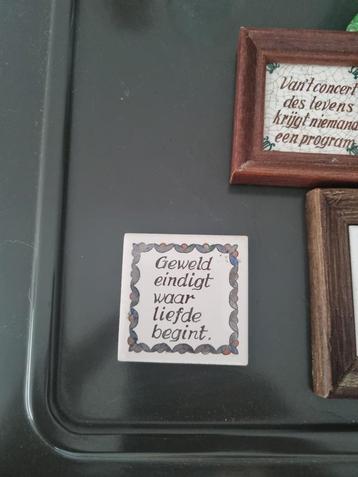 Van't concert
des levens
krijgt niemand
een program
Geweld
eindigt
waar
liefde
begint.